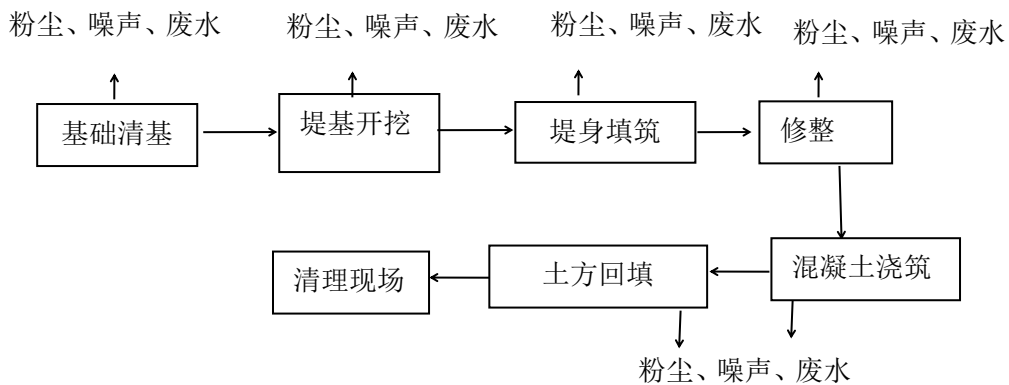 粉尘、噪声、废水
粉尘、噪声、废水
粉尘、噪声、废水
粉尘、噪声、废水
基础清基
堤基开挖
堤身填筑
修整
清理现场
土方回填
混凝土浇筑
粉尘、噪声、废水